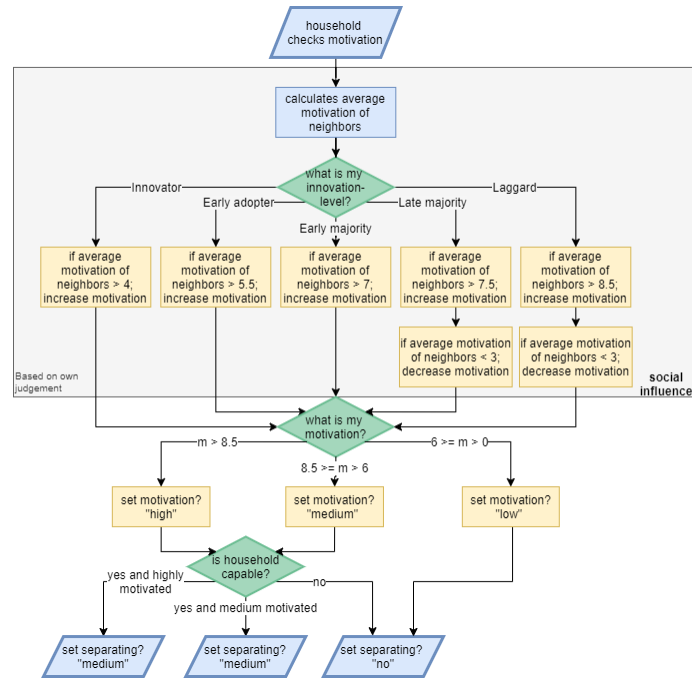 household
checks motivation
calculates average
motivation of
neighbors
what is my
innovation-
level?
Innovator
Early adopter
Early majority
Late majority
Laggard
if average
motivation of
neighbors > 4;
increase motivation
if average
motivation of
neighbors > 5.5;
increase motivation
if average
motivation of
neighbors > 7;
increase motivation
if average
motivation of
neighbors > 7.5;
increase motivation
if average
motivation of
neighbors > 8.5;
increase motivation
if average motivation
of neighbors < 3;
decrease motivation
if average motivation
of neighbors < 3;
decrease motivation
Based on own
judgement
social
influence
what is my
motivation?
m > 8.5
8.5 >= m > 6
6 >= m > 0
set motivation?
"high"
set motivation?
"medium"
set motivation?
"low"
is household
capable?
yes and highly
motivated
yes and medium motivated
no
set separating?
"medium"
set separating?
"medium"
set separating?
"no"